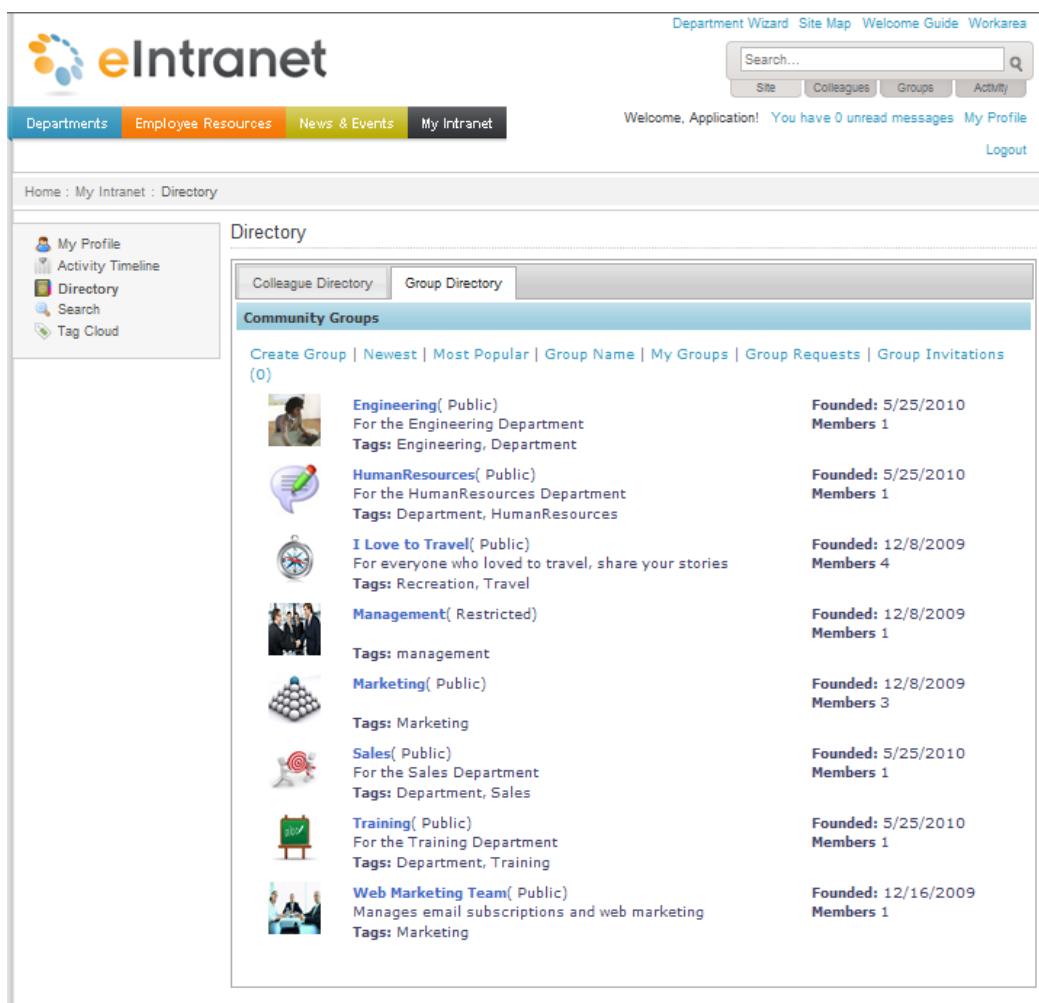 Department Wizard Site Map Welcome Guide Workarea
eIntranet
Search...
Site Colleagues Groups Activity
Departments Employee Resources News & Events My Intranet
Welcome, Application! You have 0 unread messages My Profile
Logout
Home : My Intranet : Directory
My Profile
Activity Timeline
Directory
Search
Tag Cloud
Directory
Colleague Directory Group Directory
Community Groups
Create Group | Newest | Most Popular | Group Name | My Groups | Group Requests | Group Invitations
(0)
Engineering( Public) Founded: 5/25/2010
For the Engineering Department Members 1
Tags: Engineering, Department
HumanResources( Public) Founded: 5/25/2010
For the HumanResources Department Members 1
Tags: Department, HumanResources
I Love to Travel( Public) Founded: 12/8/2009
For everyone who loved to travel, share your stories Members 4
Tags: Recreation, Travel
Management( Restricted) Founded: 12/8/2009
Members 1
Tags: management
Marketing( Public) Founded: 12/8/2009
Members 3
Tags: Marketing
Sales( Public) Founded: 5/25/2010
For the Sales Department Members 1
Tags: Department, Sales
abc
Training( Public) Founded: 5/25/2010
For the Training Department Members 1
Tags: Department, Training
Web Marketing Team( Public) Founded: 12/16/2009
Manages email subscriptions and web marketing Members 1
Tags: Marketing